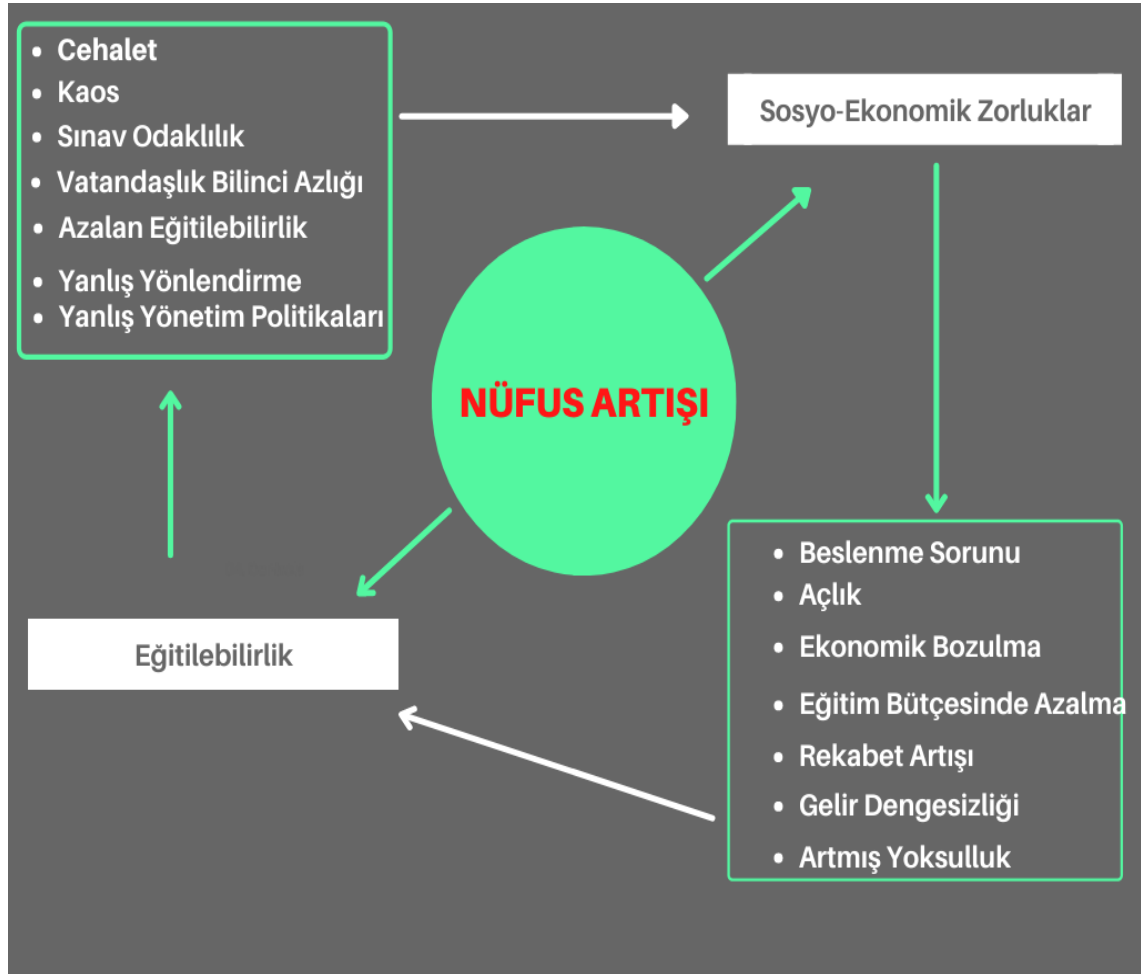 • Cehalet
• Kaos
• Sınav Odaklılık
• Vatandaşlık Bilinci Azlığı
• Azalan Eğitilebilirlik
• Yanlış Yönlendirme
• Yanlış Yönetim Politikaları
Sosyo-Ekonomik Zorluklar
NÜFUS ARTIŞI
Eğitilebilirlik
• Beslenme Sorunu
• Açlık
• Ekonomik Bozulma
• Eğitim Bütçesinde Azalma
• Rekabet Artışı
• Gelir Dengesizliği
• Artmış Yoksulluk